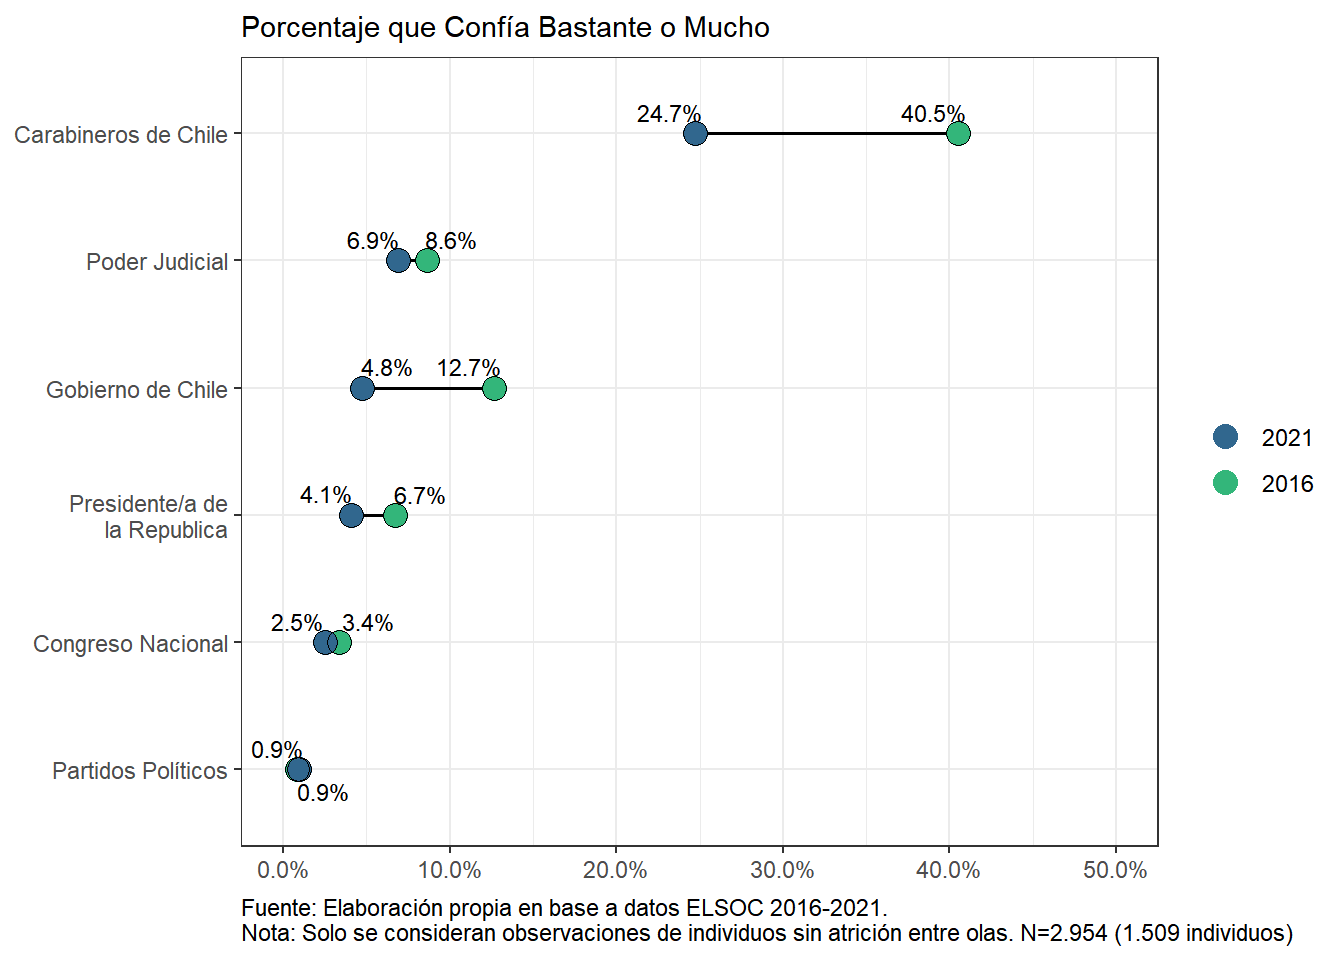 Porcentaje que Confía Bastante o Mucho
Carabineros de Chile
24.7%
40.5%
Poder Judicial
6.9%
8.6%
Gobierno de Chile
4.8%
12.7%
Presidente/a de
la Republica
4.1%
6.7%
Congreso Nacional
2.5%
3.4%
Partidos Políticos
0.9%
0.9%
2021
2016
0.0%
10.0%
20.0%
30.0%
40.0%
50.0%
Fuente: Elaboración propia en base a datos ELSOC 2016-2021.
Nota: Solo se consideran observaciones de individuos sin atrición entre olas. N=2.954 (1.509 individuos)